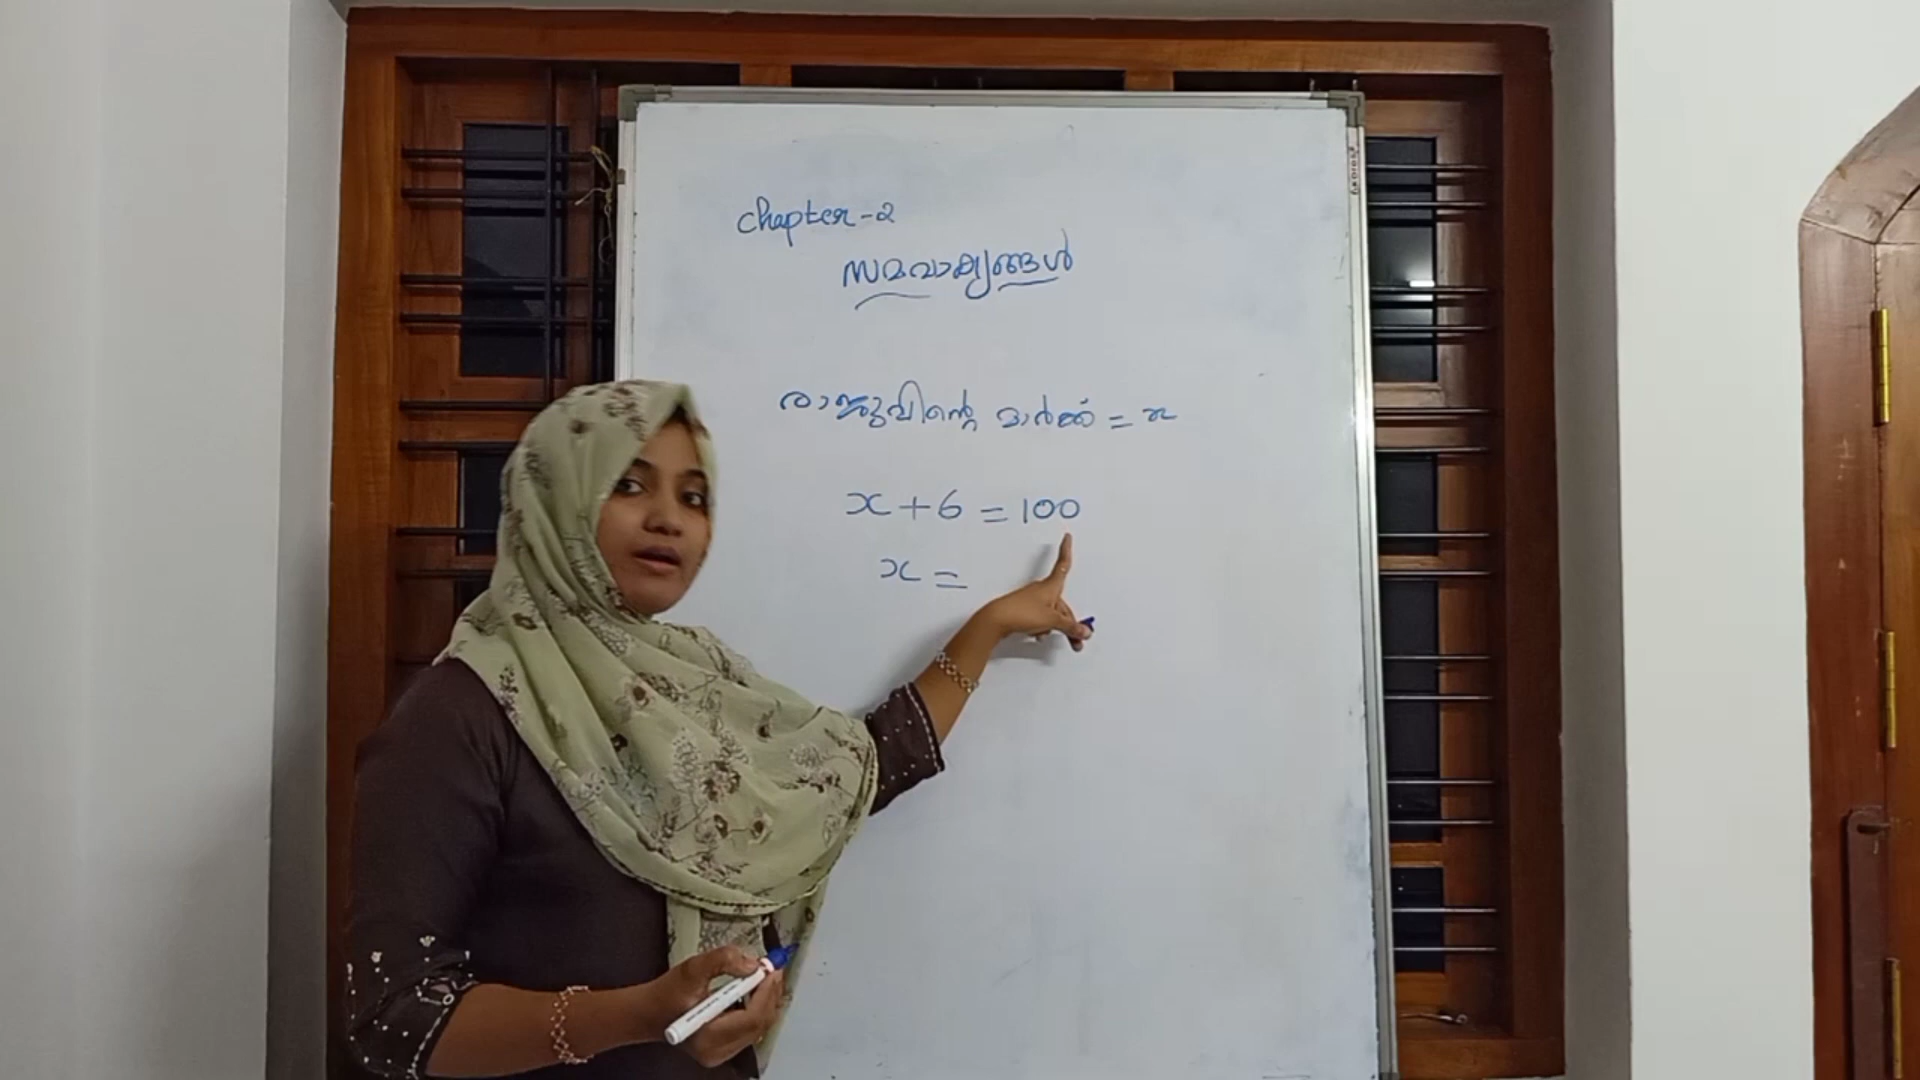 Chapter-2
സമവാക്യങ്ങൾ
രാജുവിന്റെ മാർക്ക് = x
x + 6 = 100
x =